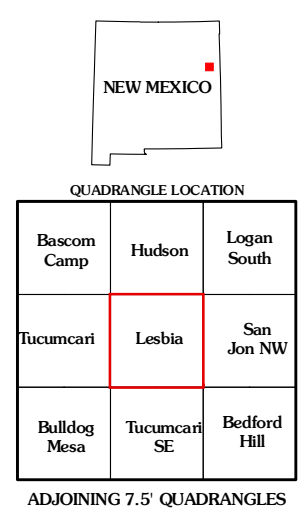 NEW MEXICO
QUADRANGLE LOCATION
Bascom
Camp
Hudson
Logan
South
Tucumcari
Lesbia
San
Jon NW
Bulldog
Mesa
Tucumcari
SE
Bedford
Hill
ADJOINING 7.5' QUADRANGLES